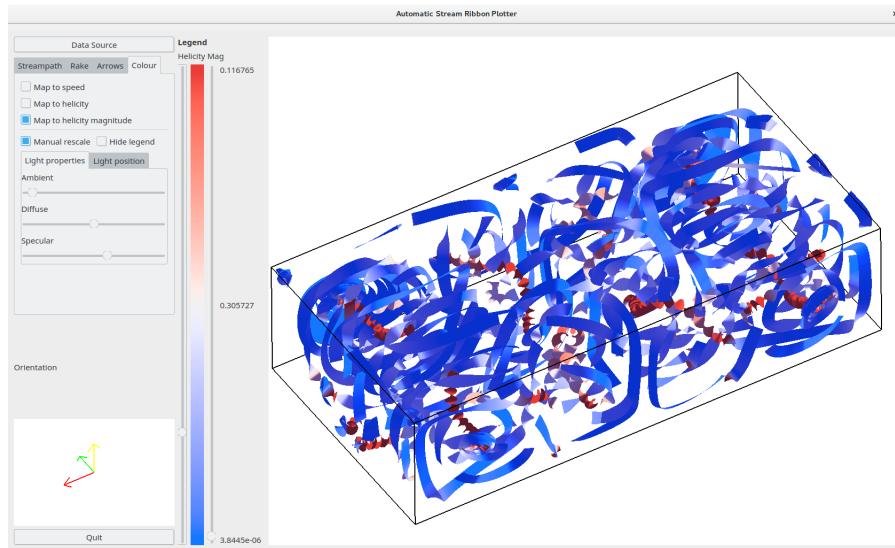 Automatic Stream Ribbon Plotter
Data Source
Streampath Rake Arrows Colour
Map to speed
Map to helicity
Map to helicity magnitude
Manual rescale Hide legend
Light properties Light position
Ambient
Diffuse
Specular
Orientation
Quit
Legend
Helicity Mag
0.116765
0.305727
3.8445e-06